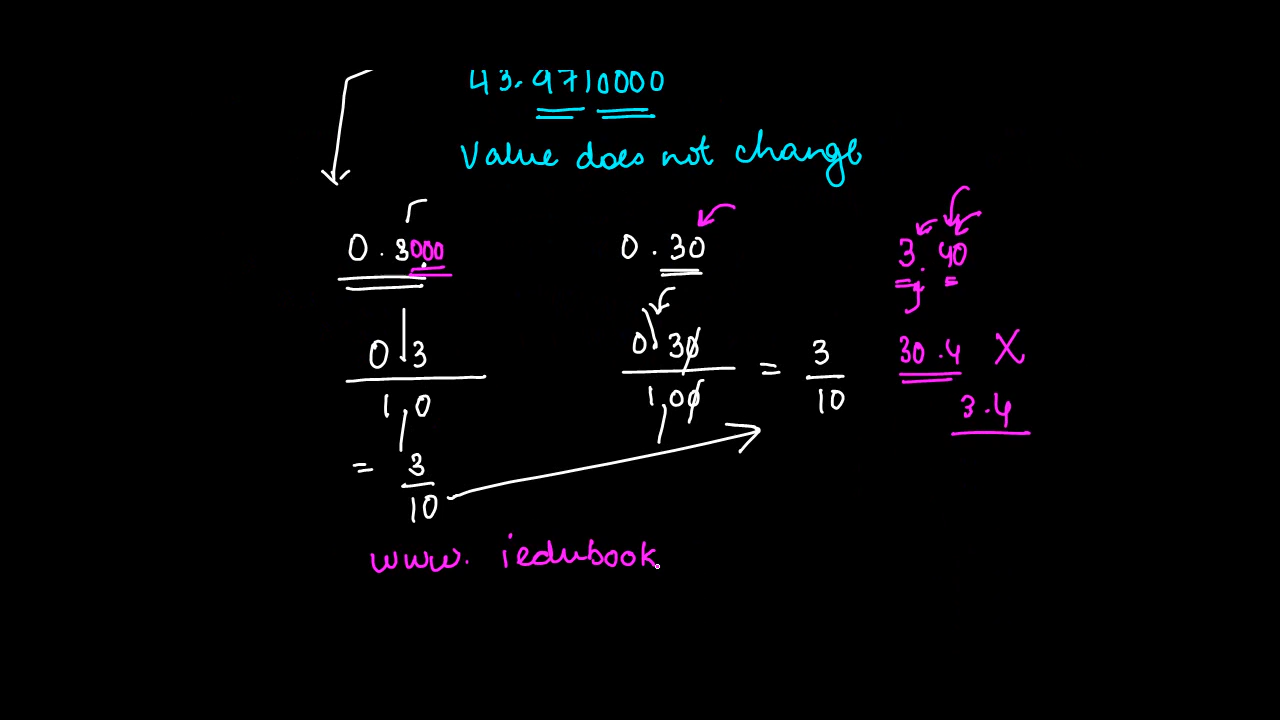 43.9710000
Value does not change
0.3000 0.30 3.40
0 3 0.30 = 3/10 30.4 X
1,0 1,00 3.4
= 3/10
www. iedubook.